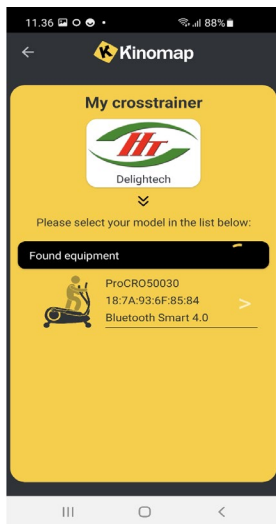 11.36 88%
Kinomap
My crosstrainer
HT
Delightech
Please select your model in the list below:
Found equipment
ProCRO50030
18:7A:93:6F:85:84
Bluetooth Smart 4.0